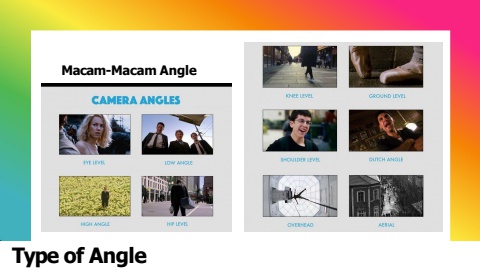 Macam-Macam Angle
CAMERA ANGLES
EYE LEVEL
LOW ANGLE
HIGH ANGLE
HIP LEVEL
KNEE LEVEL
GROUND LEVEL
SHOULDER LEVEL
DUTCH ANGLE
OVERHEAD
AERIAL
Type of Angle